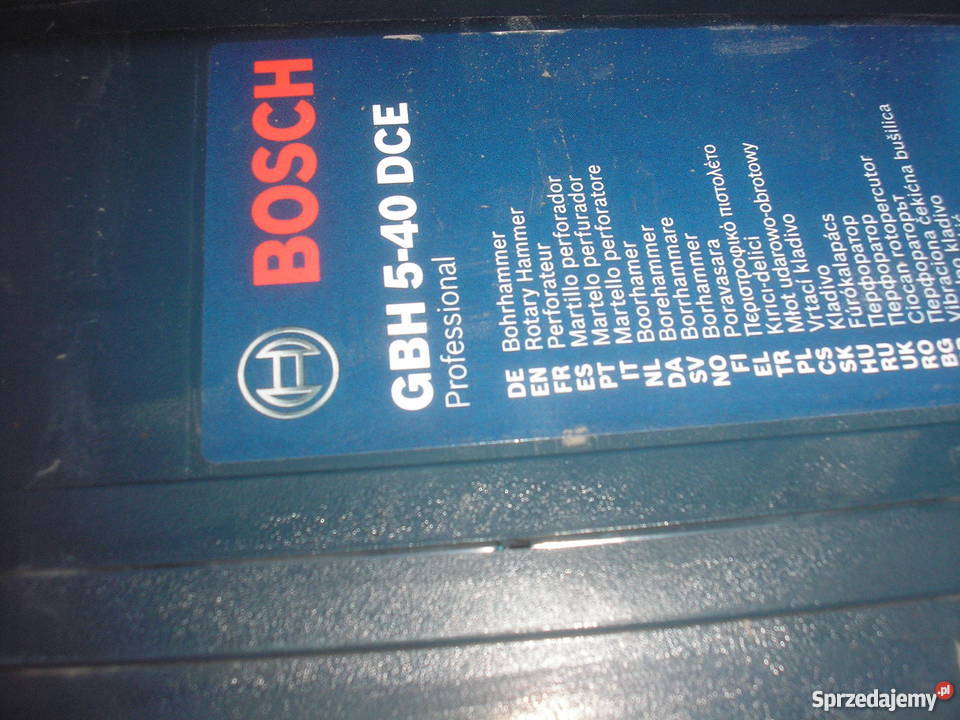 BOSCH
GBH 5-40 DCE
Professional
DE Bohrhammer
EN Rotary Hammer
FR Perforateur
ES Martillo perforador
PT Martelo perfurador
IT Martello perforatore
NL Boorhamer
DA Borehammer
SV Borrhammare
NO Borhammer
FI Poravasara
EL Περιστροφικό πιστολέτο
TR Kırıcı-delici
PL Młot udarowo-obrotowy
CS Vrtací kladivo
SK Kladivo
HU Fúrókalapács
RU Перфоратор
UK Перфоратор
RO Ciocan rotopercutor
BG
čekićna bušilica
kladivo
Sprzedajemy.pl